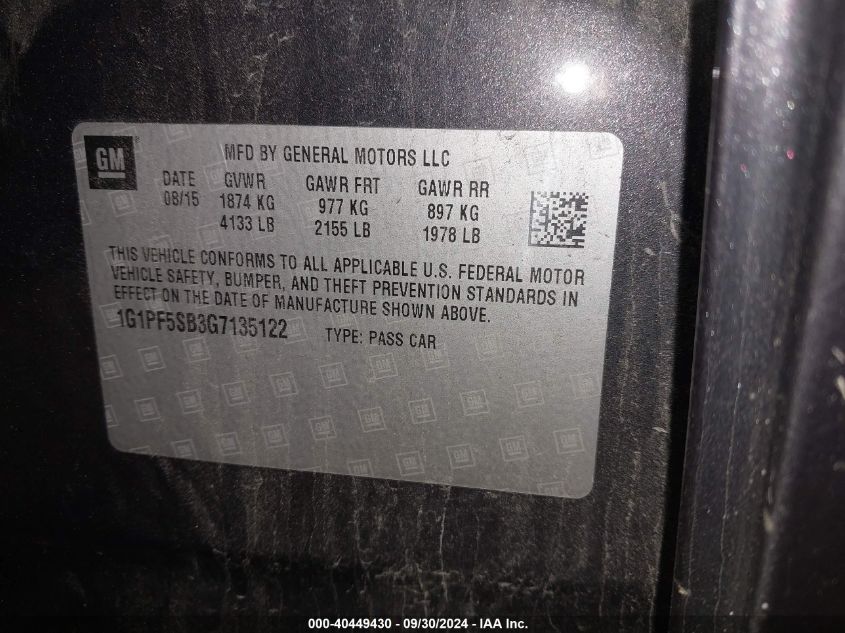 GM
MFD BY GENERAL MOTORS LLC
DATE GVWR GAWR FRT GAWR RR
08/15 1874 KG 977 KG 897 KG
4133 LB 2155 LB 1978 LB
THIS VEHICLE CONFORMS TO ALL APPLICABLE U.S. FEDERAL MOTOR
VEHICLE SAFETY, BUMPER, AND THEFT PREVENTION STANDARDS IN
EFFECT ON THE DATE OF MANUFACTURE SHOWN ABOVE.
1G1PF5SB3G7135122 TYPE: PASS CAR
000-40449430 - 09/30/2024 - IAA Inc.